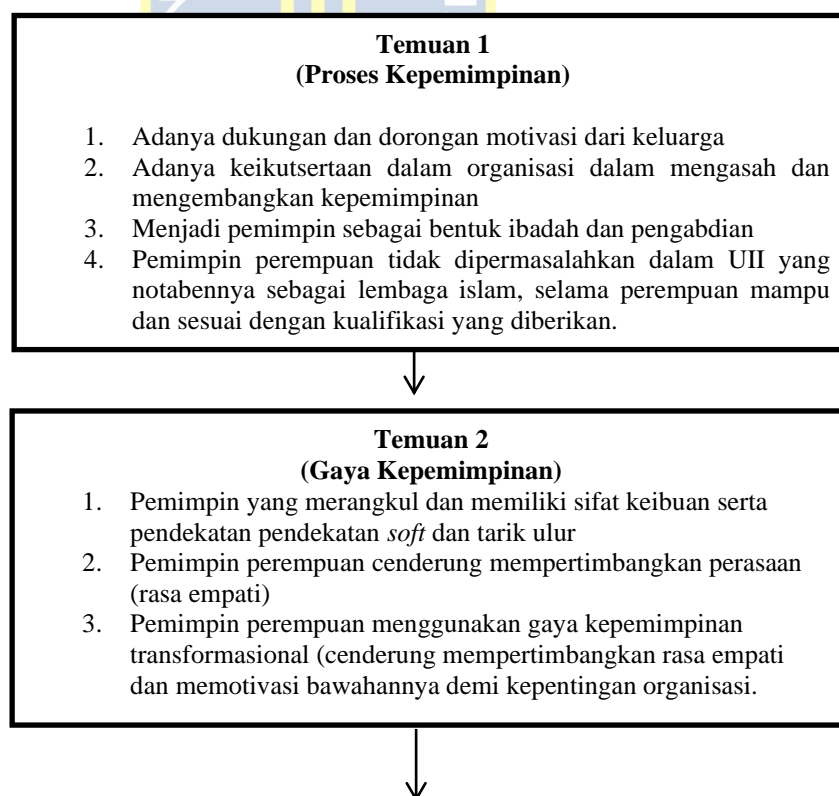 Temuan 1
(Proses Kepemimpinan)
1. Adanya dukungan dan dorongan motivasi dari keluarga
2. Adanya keikutsertaan dalam organisasi dalam mengasah dan
mengembangkan kepemimpinan
3. Menjadi pemimpin sebagai bentuk ibadah dan pengabdian
4. Pemimpin perempuan tidak dipermasalahkan dalam UII yang
notabennya sebagai lembaga islam, selama perempuan mampu
dan sesuai dengan kualifikasi yang diberikan.
Temuan 2
(Gaya Kepemimpinan)
1. Pemimpin yang merangkul dan memiliki sifat keibuan serta
pendekatan pendekatan soft dan tarik ulur
2. Pemimpin perempuan cenderung mempertimbangkan perasaan
(rasa empati)
3. Pemimpin perempuan menggunakan gaya kepemimpinan
transformasional (cenderung mempertimbangkan rasa empati
dan memotivasi bawahannya demi kepentingan organisasi.